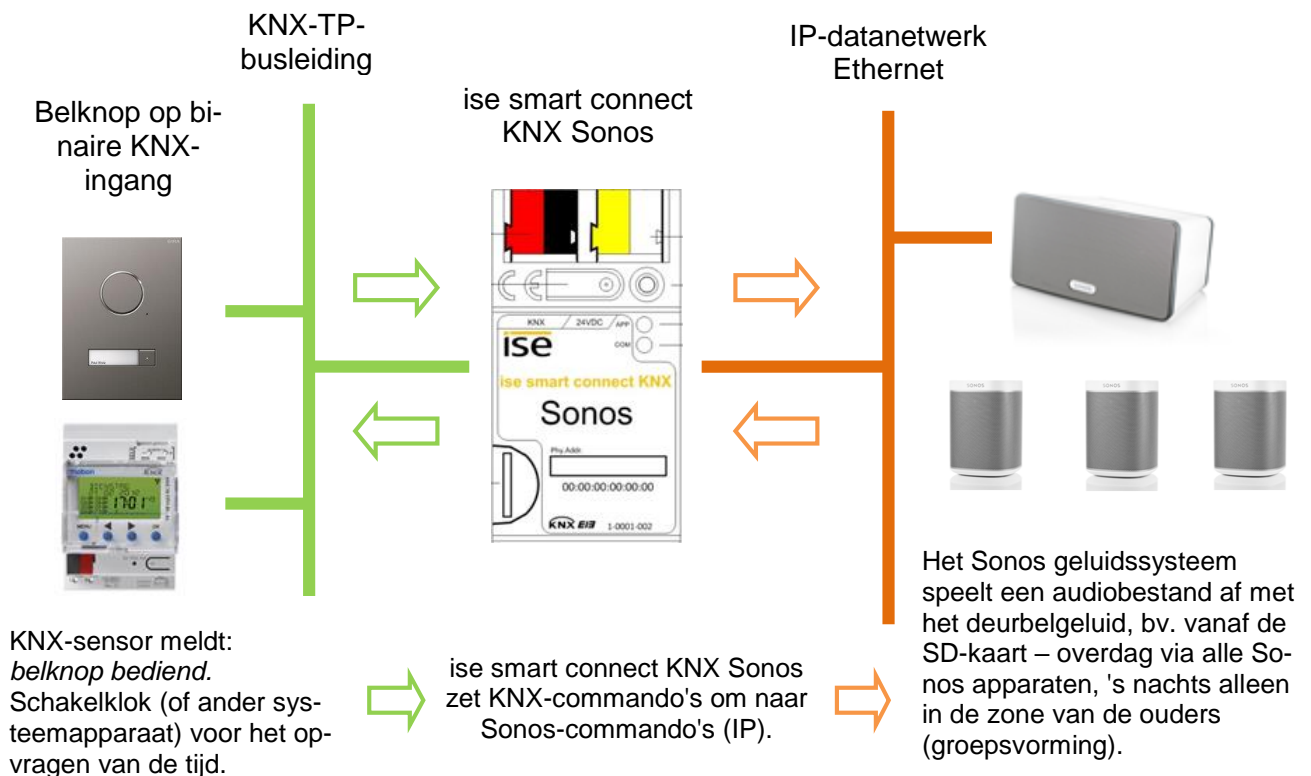 KNX-TP-
busleiding
IP-datanetwerk
Ethernet
Belknop op bi-
naire KNX-
ingang
ise smart connect
KNX Sonos
KNX / 24VDC / APP
COM
ise
ise smart connect KNX
Sonos
Phy.Addr.
00:00:00:00:00:00
KNX EIB 1-0001-002
KNX
17:01
MENU
OK
SONOS
SONOS
SONOS
KNX-sensor meldt:
belknop bediend.
Schakelklok (of ander sys-
teemapparaat) voor het op-
vragen van de tijd.
ise smart connect KNX Sonos
zet KNX-commando's om naar
Sonos-commando's (IP).
Het Sonos geluidssysteem
speelt een audiobestand af met
het deurbelgeluid, bv. vanaf de
SD-kaart – overdag via alle So-
nos apparaten, 's nachts alleen
in de zone van de ouders
(groepsvorming).